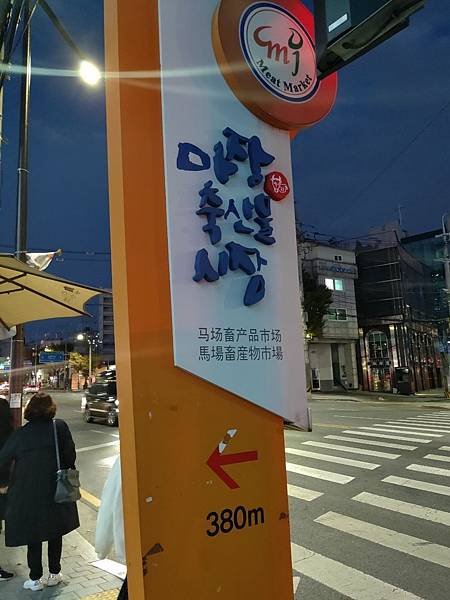 cmj
Meat Market
마장
축산물
시장
马场畜产品市场
馬場畜産物市場
380m